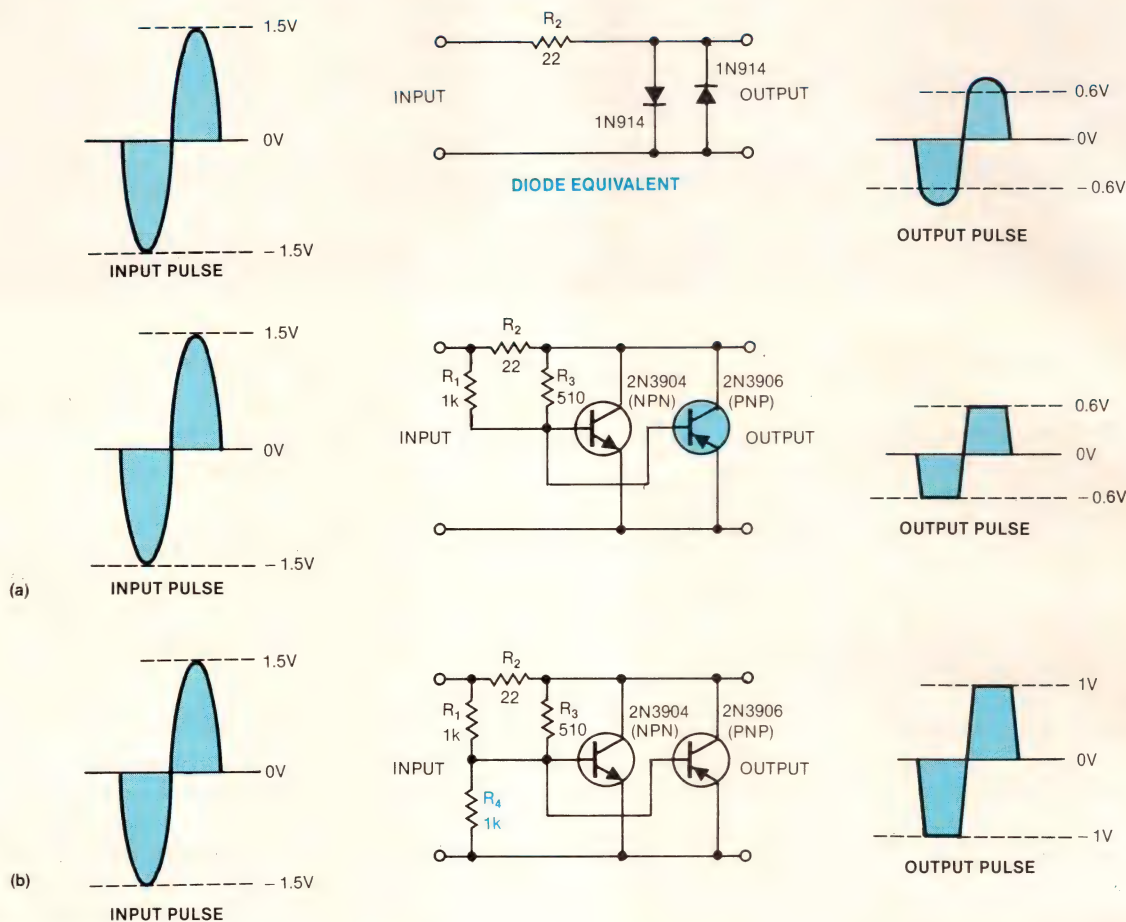 1.5V
0V
– 1.5V
INPUT PULSE
R2
22
INPUT
1N914
1N914
OUTPUT
DIODE EQUIVALENT
0.6V
0V
– 0.6V
OUTPUT PULSE
(a)
1.5V
0V
– 1.5V
INPUT PULSE
R2
22
R1
1k
R3
510
2N3904
(NPN)
2N3906
(PNP)
INPUT
OUTPUT
0.6V
0V
– 0.6V
OUTPUT PULSE
(b)
1.5V
0V
– 1.5V
INPUT PULSE
R2
22
R1
1k
R3
510
2N3904
(NPN)
2N3906
(PNP)
INPUT
OUTPUT
R4
1k
1V
0V
– 1V
OUTPUT PULSE